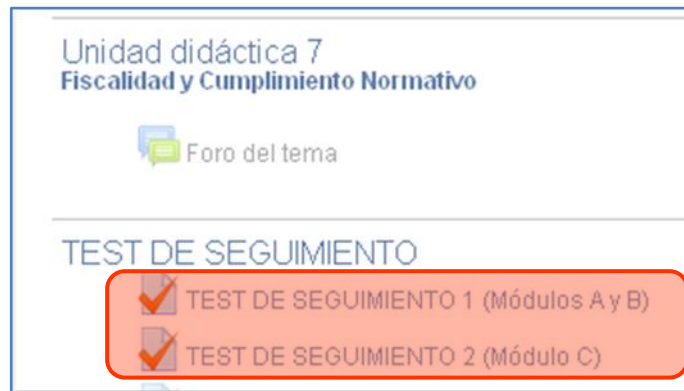 Unidad didáctica 7
Fiscalidad y Cumplimiento Normativo
Foro del tema
TEST DE SEGUIMIENTO
TEST DE SEGUIMIENTO 1 (Módulos A y B)
TEST DE SEGUIMIENTO 2 (Módulo C)